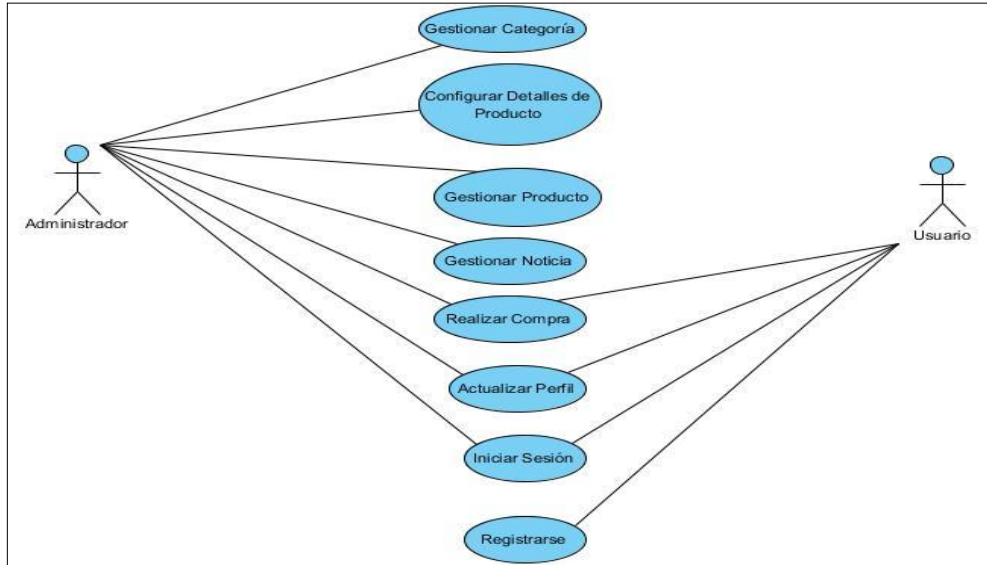 Gestionar Categoría
Configurar Detalles de
Producto
Administrador
Gestionar Producto
Usuario
Gestionar Noticia
Realizar Compra
Actualizar Perfil
Iniciar Sesión
Registrarse